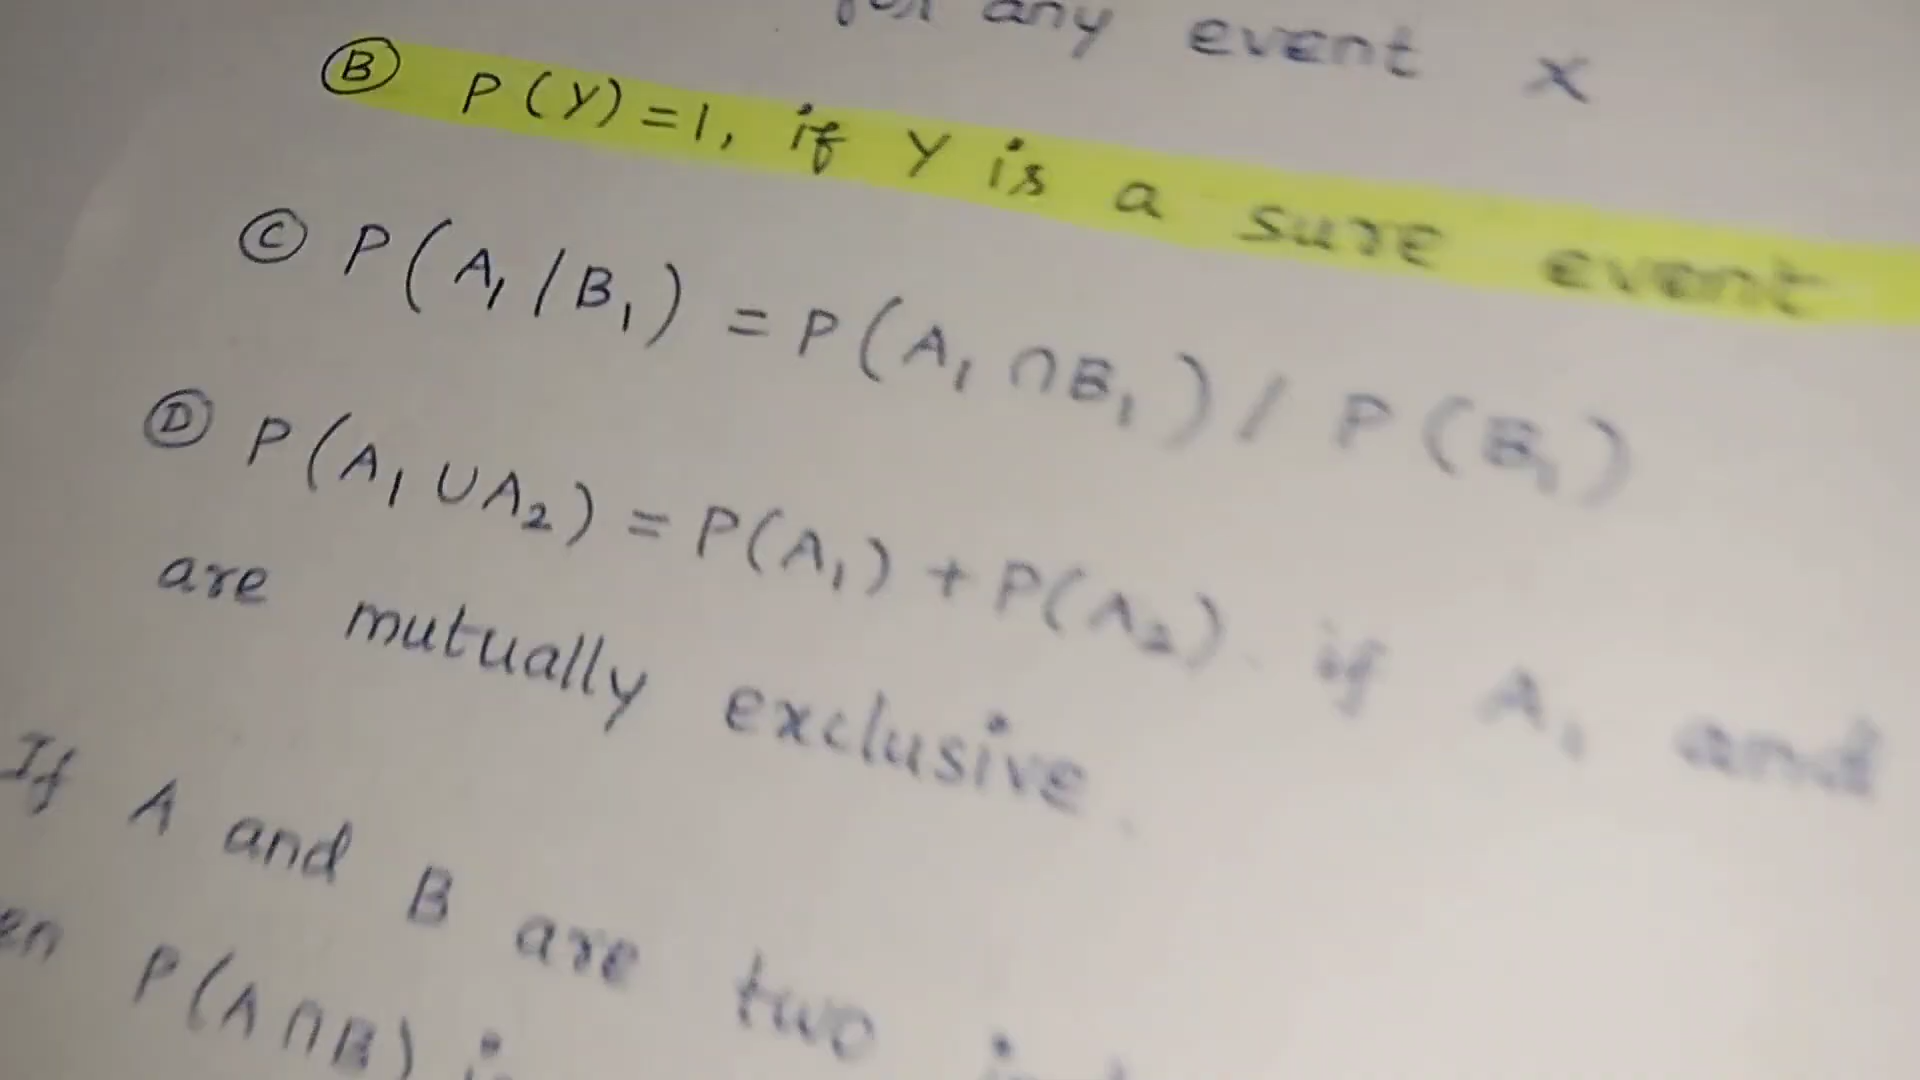 for any event X
Ⓑ P(Y)=1, if Y is a sure event
Ⓒ P(A₁/B₁) = P(A₁∩B₁) / P(B₁)
Ⓓ P(A₁∪A₂) = P(A₁) + P(A₂). if A₁ and
are mutually exclusive.
If A and B are two
P(A∩B)